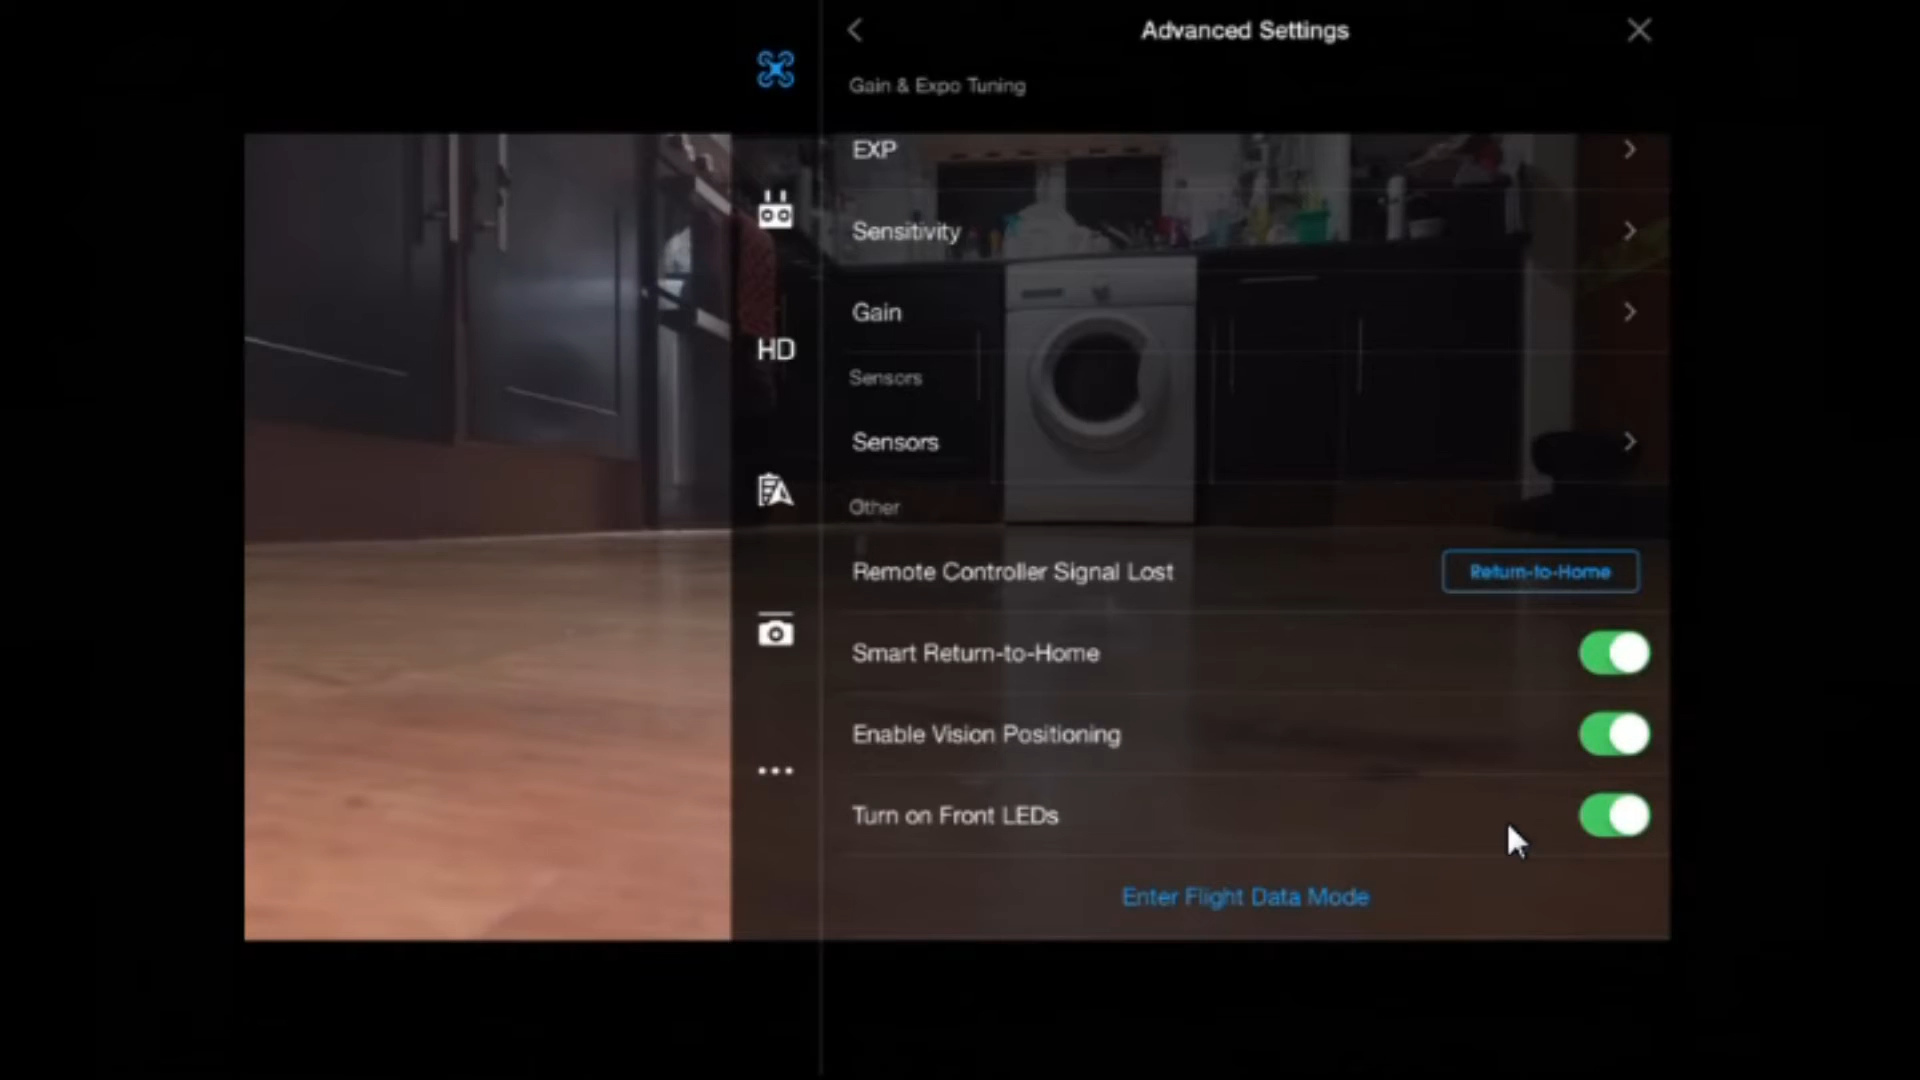 Advanced Settings
Gain & Expo Tuning
EXP
Sensitivity
Gain
HD
Sensors
Sensors
Other
Remote Controller Signal Lost
Return-to-Home
Smart Return-to-Home
Enable Vision Positioning
Turn on Front LEDs
Enter Flight Data Mode